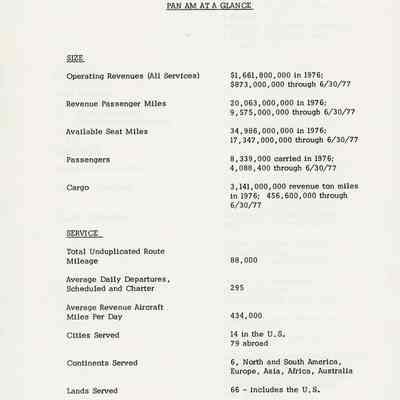 PAN AM AT A GLANCE
SIZE
Operating Revenues (All Services) $1,661,800,000 in 1976;
$873,000,000 through 6/30/77
Revenue Passenger Miles 20,063,000,000 in 1976;
9,575,000,000 through 6/30/77
Available Seat Miles 34,986,000,000 in 1976;
17,347,000,000 through 6/30/77
Passengers 8,339,000 carried in 1976;
4,088,400 through 6/30/77
Cargo 3,141,000,000 revenue ton miles
in 1976; 456,600,000 through
6/30/77
SERVICE
Total Unduplicated Route
Mileage 88,000
Average Daily Departures,
Scheduled and Charter 295
Average Revenue Aircraft
Miles Per Day 434,000
Cities Served 14 in the U.S.
79 abroad
Continents Served 6, North and South America,
Europe, Asia, Africa, Australia
Lands Served 66 - includes the U.S.